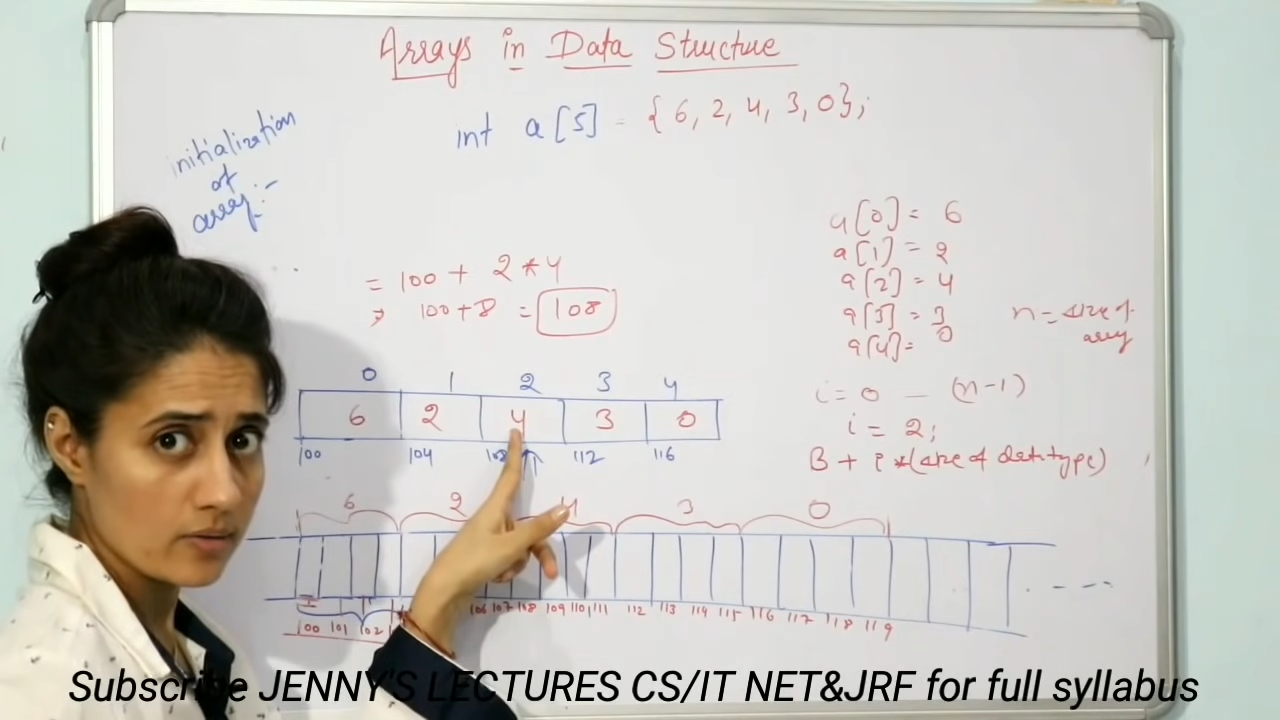 Arrays in Data Structure
int a[5] = {6, 2, 4, 3, 0};
initialization
of
array:-
a[0] = 6
a[1] = 2
a[2] = 4
a[3] = 3
a[4] = 0
n = size of
array
= 100 + 2 * 4
100 + 8 = 108
0 1 2 3 4
6 2 4 3 0
100 104 108 112 116
i = 0 — (n-1)
i = 2;
B + i * (size of datatype)
6 2 4 3 0
100 101 102 106 107 108 109 110 111 112 113 114 115 116 117 118 119
Subscribe JENNY'S LECTURES CS/IT NET&JRF for full syllabus